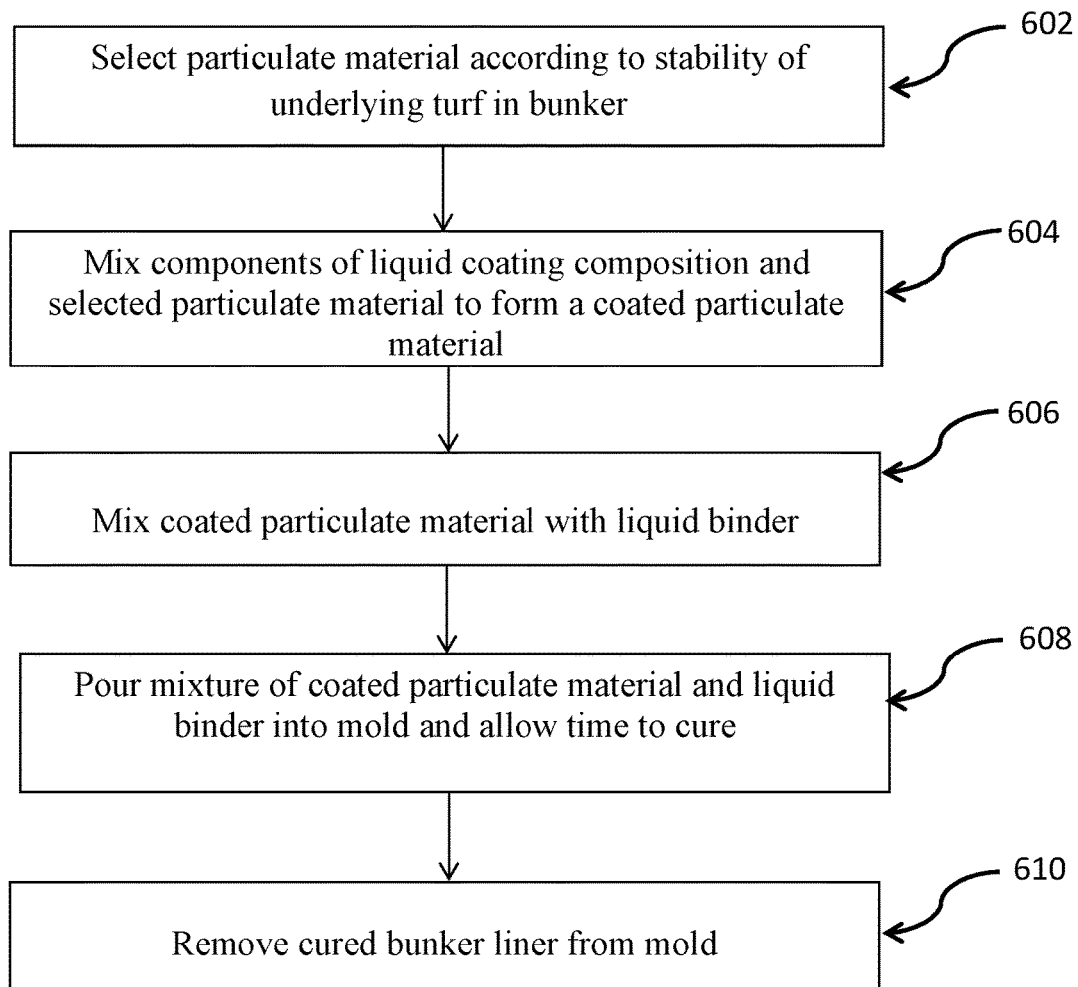 602
Select particulate material according to stability of
underlying turf in bunker
604
Mix components of liquid coating composition and
selected particulate material to form a coated particulate
material
606
Mix coated particulate material with liquid binder
608
Pour mixture of coated particulate material and liquid
binder into mold and allow time to cure
610
Remove cured bunker liner from mold